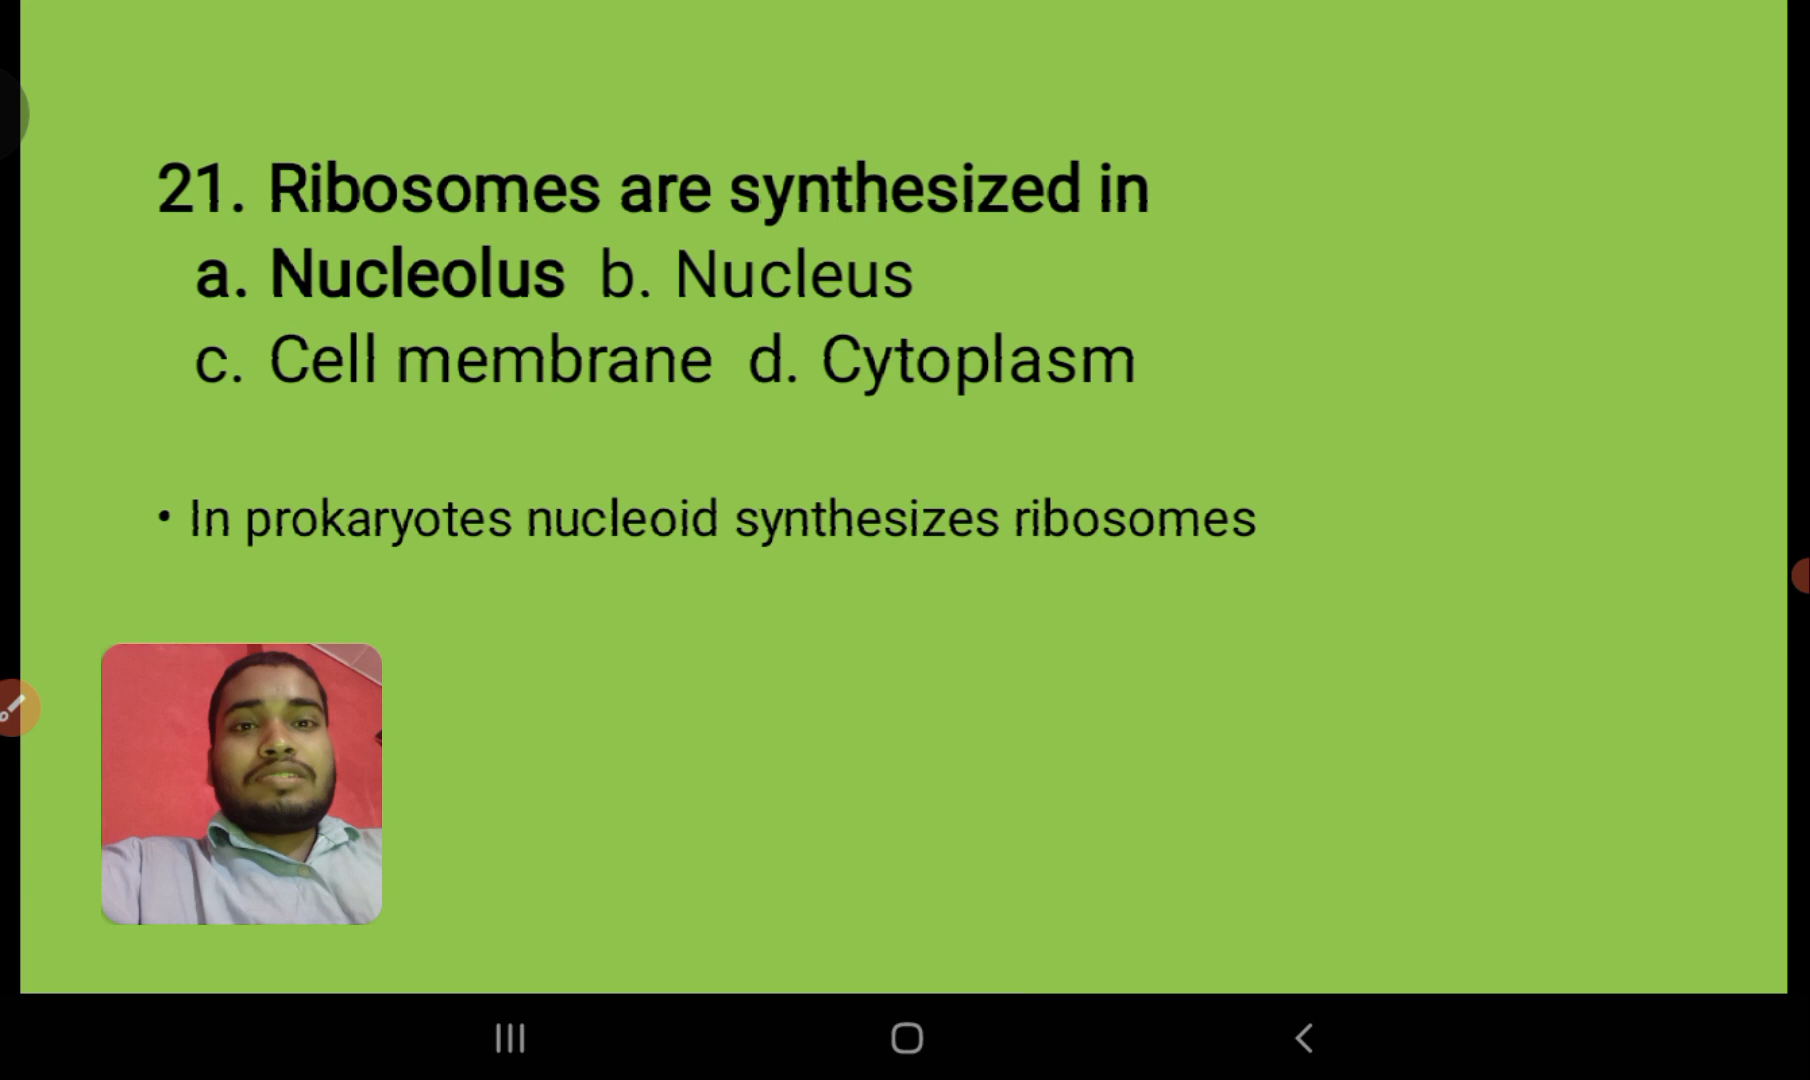 21. Ribosomes are synthesized in
a. Nucleolus b. Nucleus
c. Cell membrane d. Cytoplasm
• In prokaryotes nucleoid synthesizes ribosomes